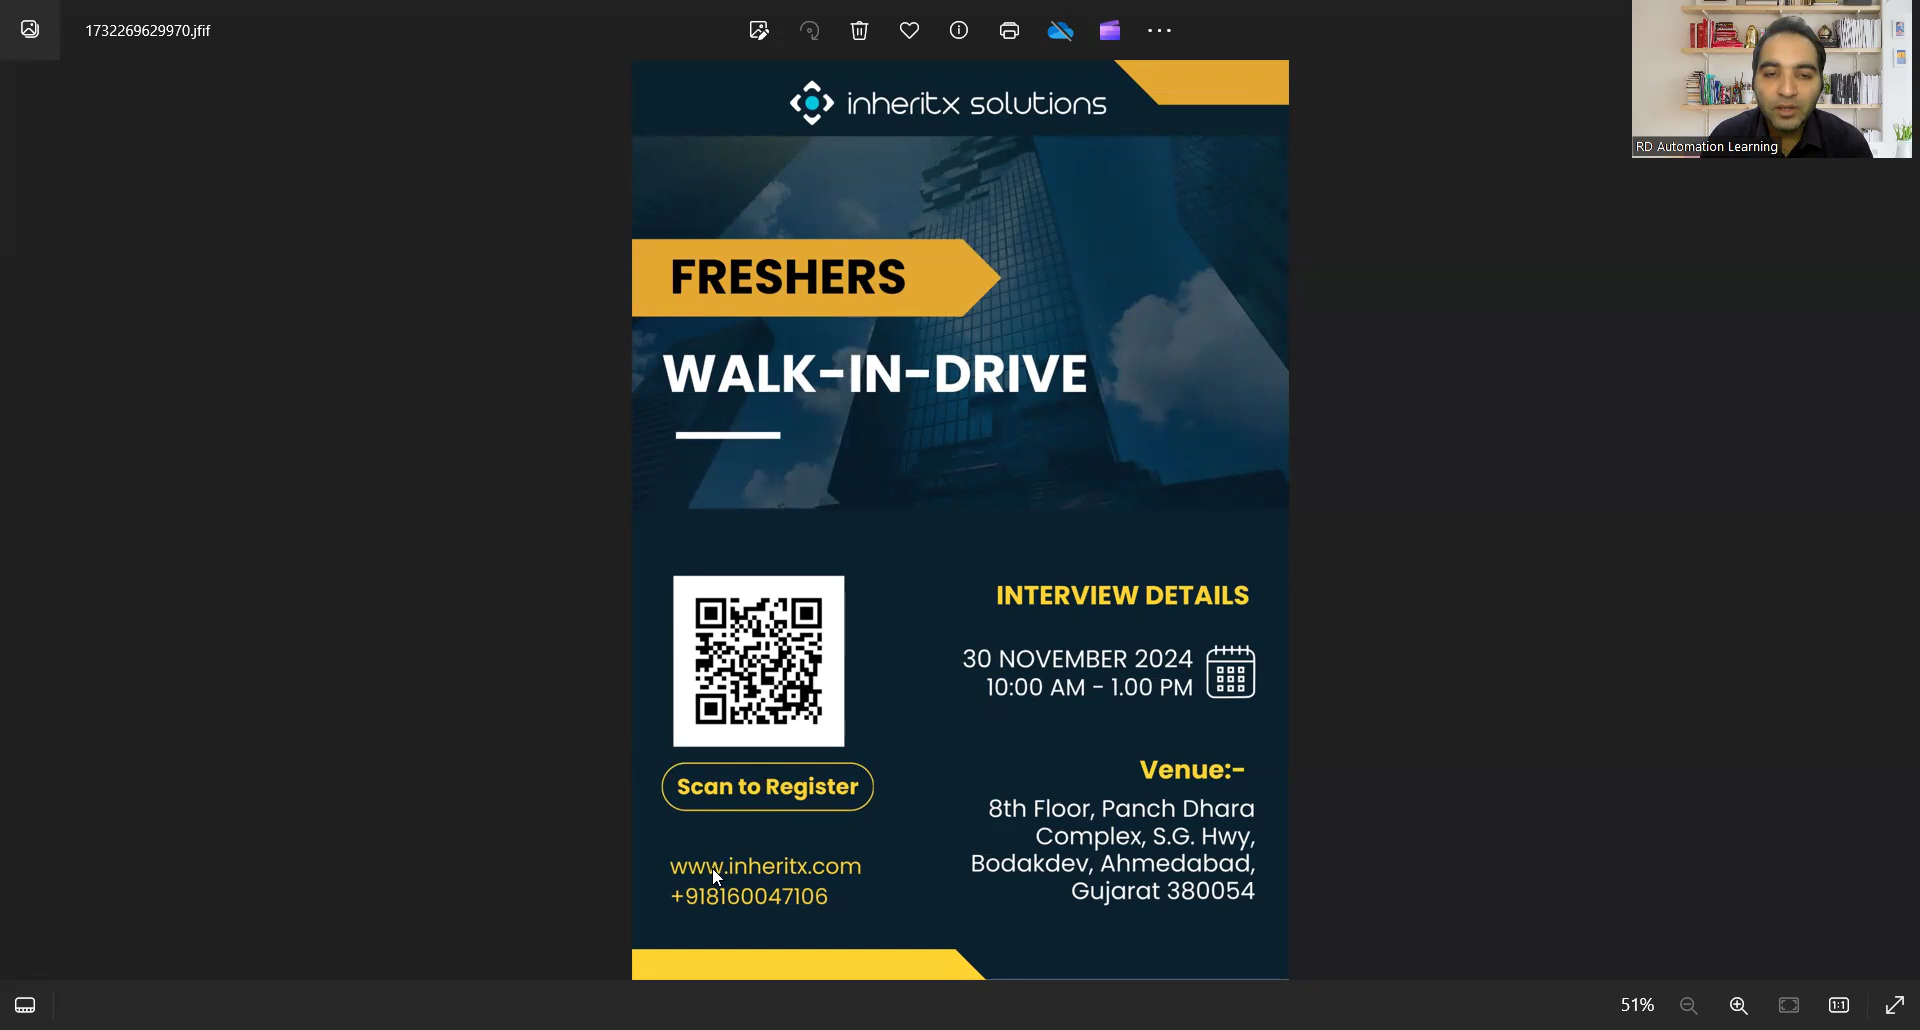 1732269629970.jfif
RD Automation Learning
inheritx solutions
FRESHERS
WALK-IN-DRIVE
Scan to Register
www.inheritx.com
+918160047106
INTERVIEW DETAILS
30 NOVEMBER 2024
10:00 AM - 1.00 PM
Venue:-
8th Floor, Panch Dhara
Complex, S.G. Hwy,
Bodakdev, Ahmedabad,
Gujarat 380054
51%
1:1